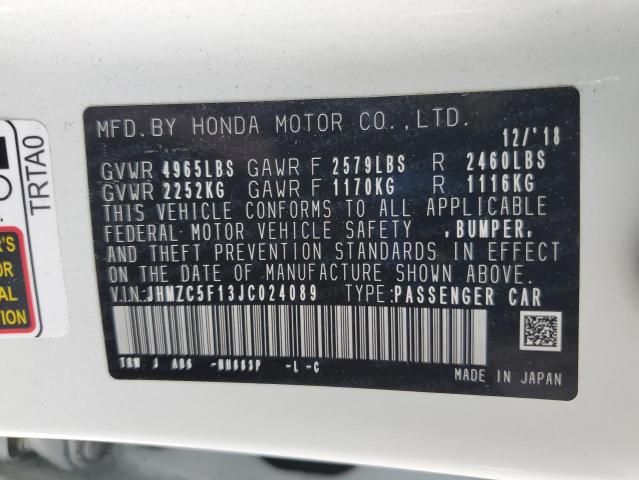 MFD.BY HONDA MOTOR CO.,LTD.
12/'18
GVWR 4965LBS GAWR F 2579LBS R 2460LBS
GVWR 2252KG GAWR F 1170KG R 1116KG
THIS VEHICLE CONFORMS TO ALL APPLICABLE
FEDERAL MOTOR VEHICLE SAFETY ,BUMPER,
AND THEFT PREVENTION STANDARDS IN EFFECT
ON THE DATE OF MANUFACTURE SHOWN ABOVE.
V.I.N:JHMZC5F13JC024089 TYPE:PASSENGER CAR
-L -C
MADE IN JAPAN
TRTA0